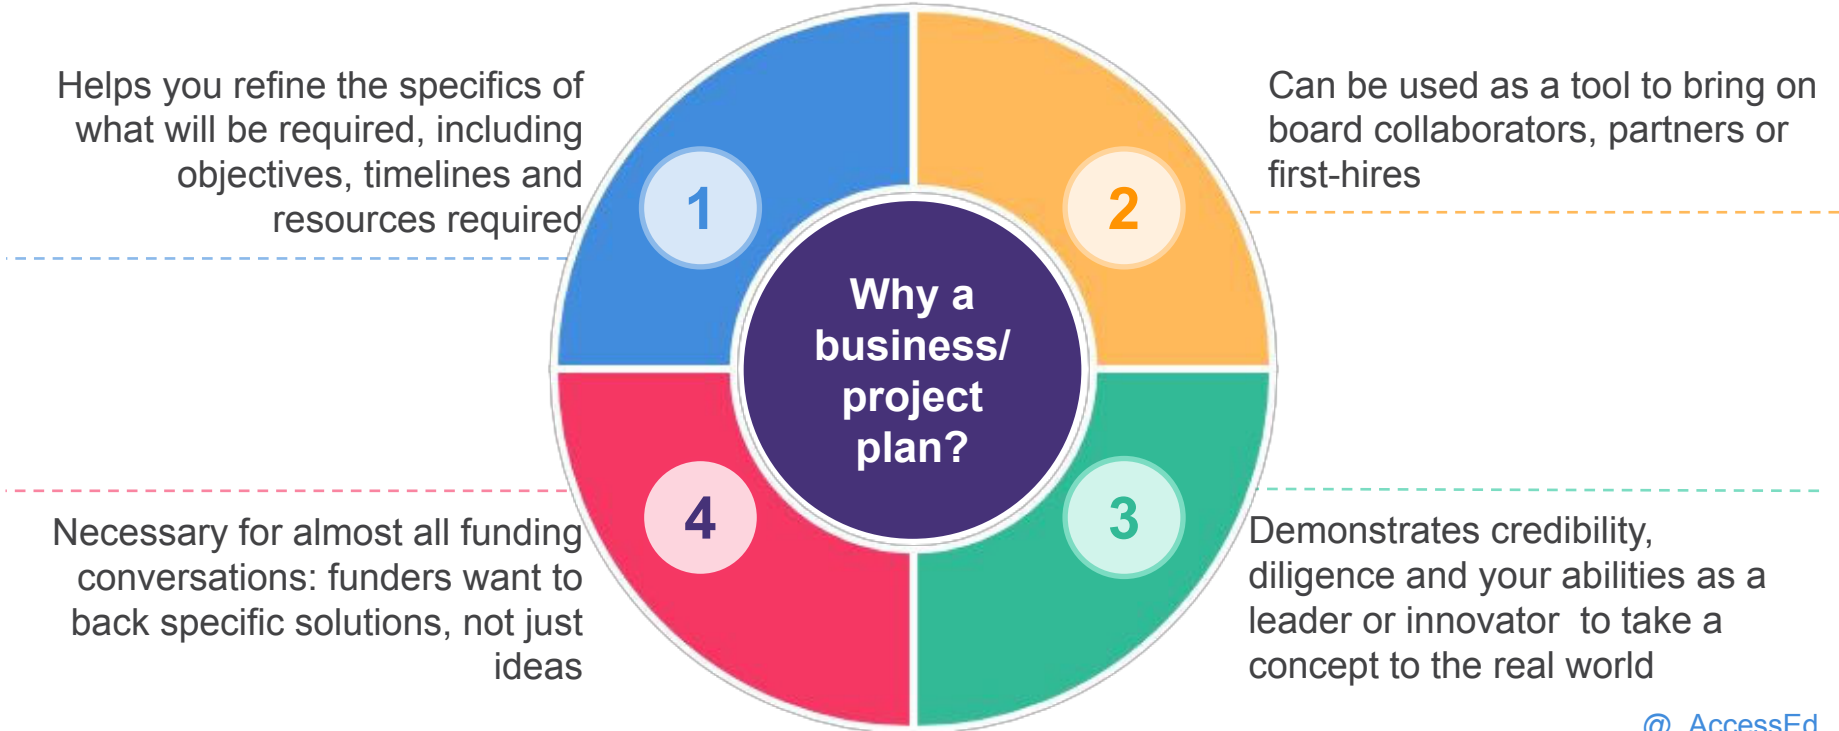 Helps you refine the specifics of
what will be required, including
objectives, timelines and
resources required
1
Can be used as a tool to bring on
board collaborators, partners or
first-hires
2
Why a
business/
project
plan?
Necessary for almost all funding
conversations: funders want to
back specific solutions, not just
ideas
4
3
Demonstrates credibility,
diligence and your abilities as a
leader or innovator  to take a
concept to the real world
@_AccessEd